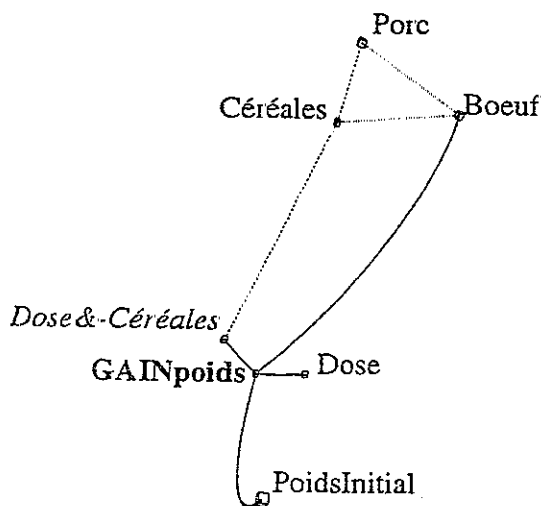 Porc
Céréales
Boeuf
Dose&-Céréales
GAINpoids
Dose
PoidsInitial